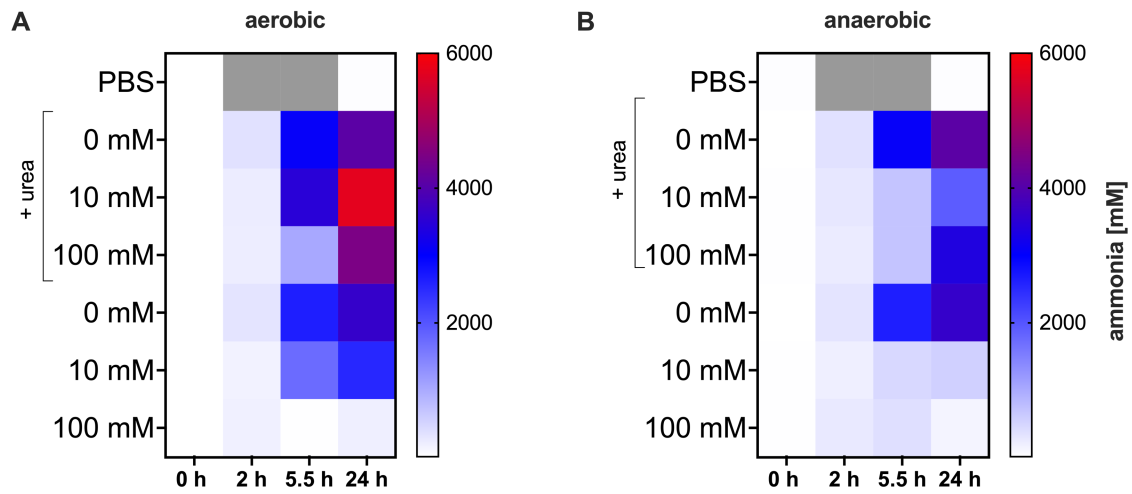 A
aerobic
PBS
0 mM
10 mM
100 mM
0 mM
10 mM
100 mM
+ urea
0 h 2 h 5.5 h 24 h
6000
4000
2000
B
anaerobic
PBS
0 mM
10 mM
100 mM
0 mM
10 mM
100 mM
+ urea
0 h 2 h 5.5 h 24 h
6000
4000
2000
ammonia [mM]